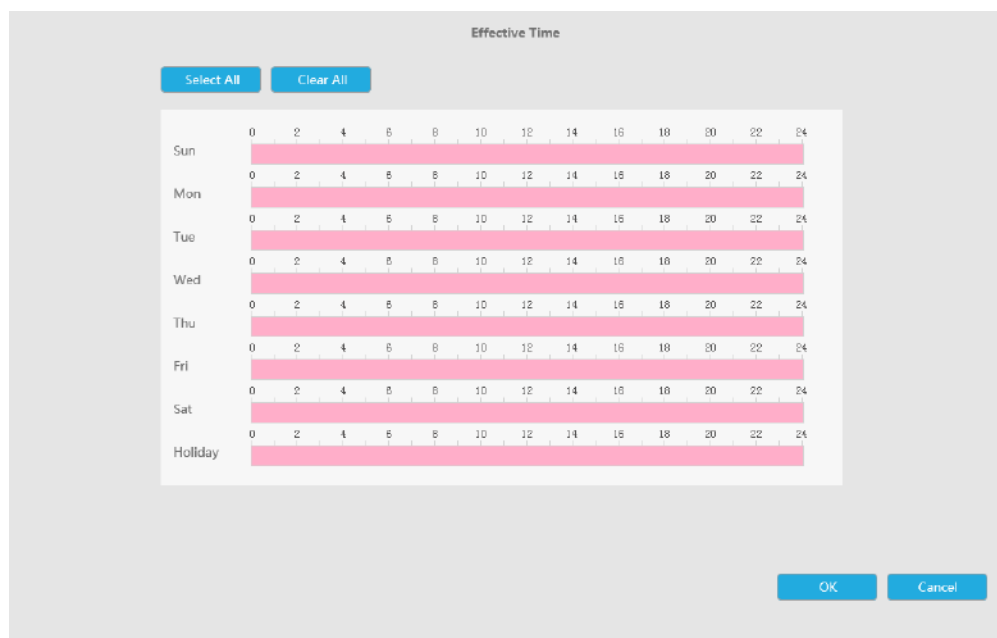 Effective Time
Select All Clear All
0 2 4 6 8 10 12 14 16 18 20 22 24
Sun
0 2 4 6 8 10 12 14 16 18 20 22 24
Mon
0 2 4 6 8 10 12 14 16 18 20 22 24
Tue
0 2 4 6 8 10 12 14 16 18 20 22 24
Wed
0 2 4 6 8 10 12 14 16 18 20 22 24
Thu
0 2 4 6 8 10 12 14 16 18 20 22 24
Fri
0 2 4 6 8 10 12 14 16 18 20 22 24
Sat
0 2 4 6 8 10 12 14 16 18 20 22 24
Holiday
OK Cancel